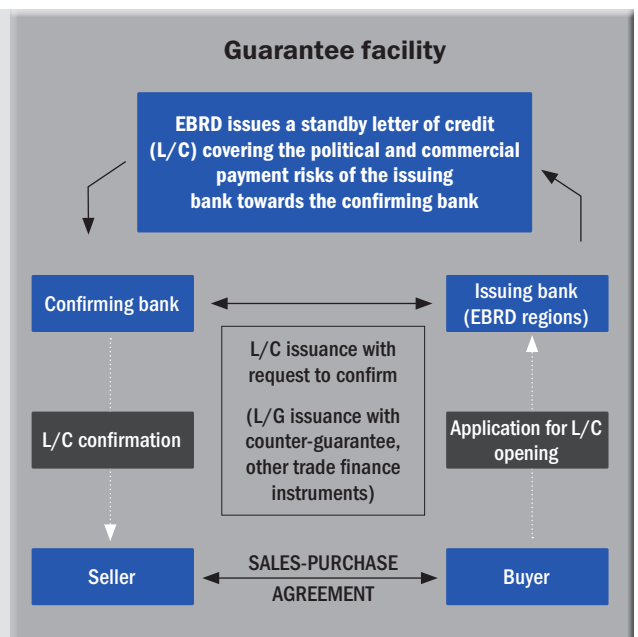 Guarantee facility
EBRD issues a standby letter of credit
(L/C) covering the political and commercial
payment risks of the issuing
bank towards the confirming bank
Confirming bank
Issuing bank
(EBRD regions)
L/C issuance with
request to confirm
(L/G issuance with
counter-guarantee,
other trade finance
instruments)
L/C confirmation
Application for L/C
opening
Seller
SALES-PURCHASE
AGREEMENT
Buyer